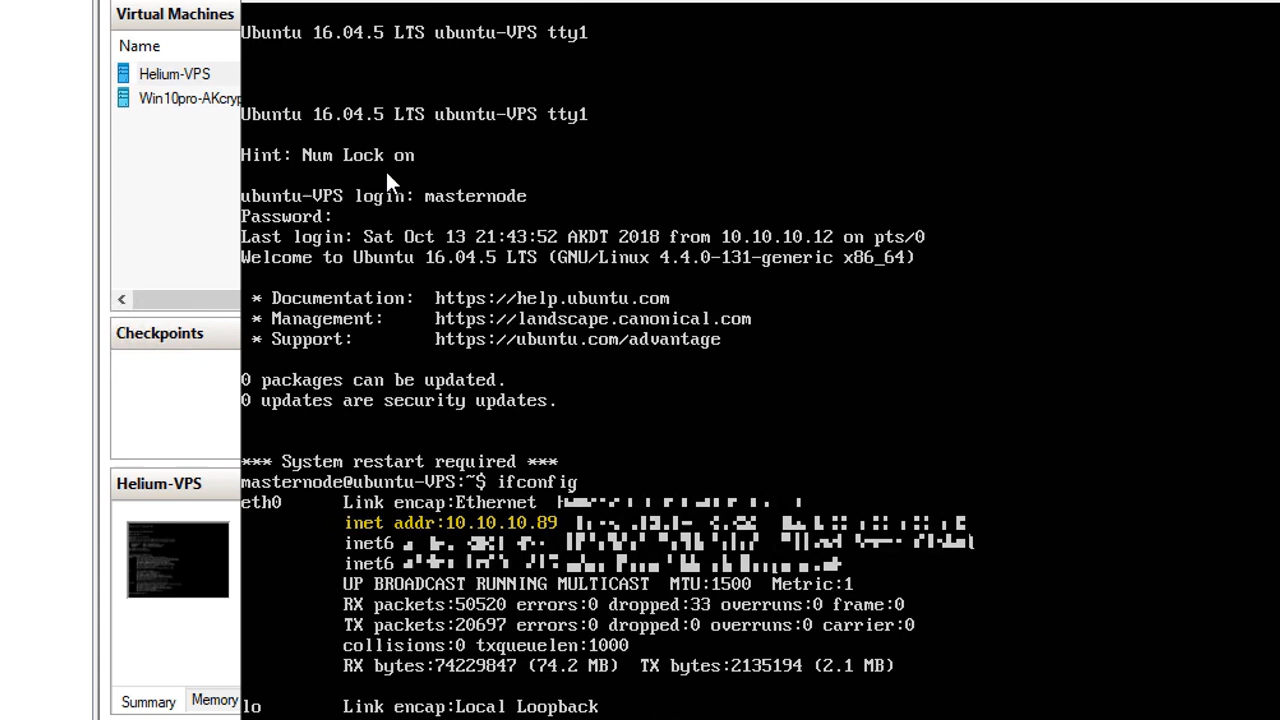 Virtual Machines
Name
Helium-VPS
Win10pro-AKcryp
Checkpoints
Helium-VPS
Summary
Memory
Ubuntu 16.04.5 LTS ubuntu-VPS tty1
Ubuntu 16.04.5 LTS ubuntu-VPS tty1
Hint: Num Lock on
ubuntu-VPS login: masternode
Password:
Last login: Sat Oct 13 21:43:52 AKDT 2018 from 10.10.10.12 on pts/0
Welcome to Ubuntu 16.04.5 LTS (GNU/Linux 4.4.0-131-generic x86_64)
* Documentation: https://help.ubuntu.com
* Management: https://landscape.canonical.com
* Support: https://ubuntu.com/advantage
0 packages can be updated.
0 updates are security updates.
*** System restart required ***
masternode@ubuntu-VPS:~$ ifconfig
eth0 Link encap:Ethernet
inet addr:10.10.10.89
inet6
inet6
UP BROADCAST RUNNING MULTICAST MTU:1500 Metric:1
RX packets:50520 errors:0 dropped:33 overruns:0 frame:0
TX packets:20697 errors:0 dropped:0 overruns:0 carrier:0
collisions:0 txqueuelen:1000
RX bytes:74229847 (74.2 MB) TX bytes:2135194 (2.1 MB)
lo Link encap:Local Loopback